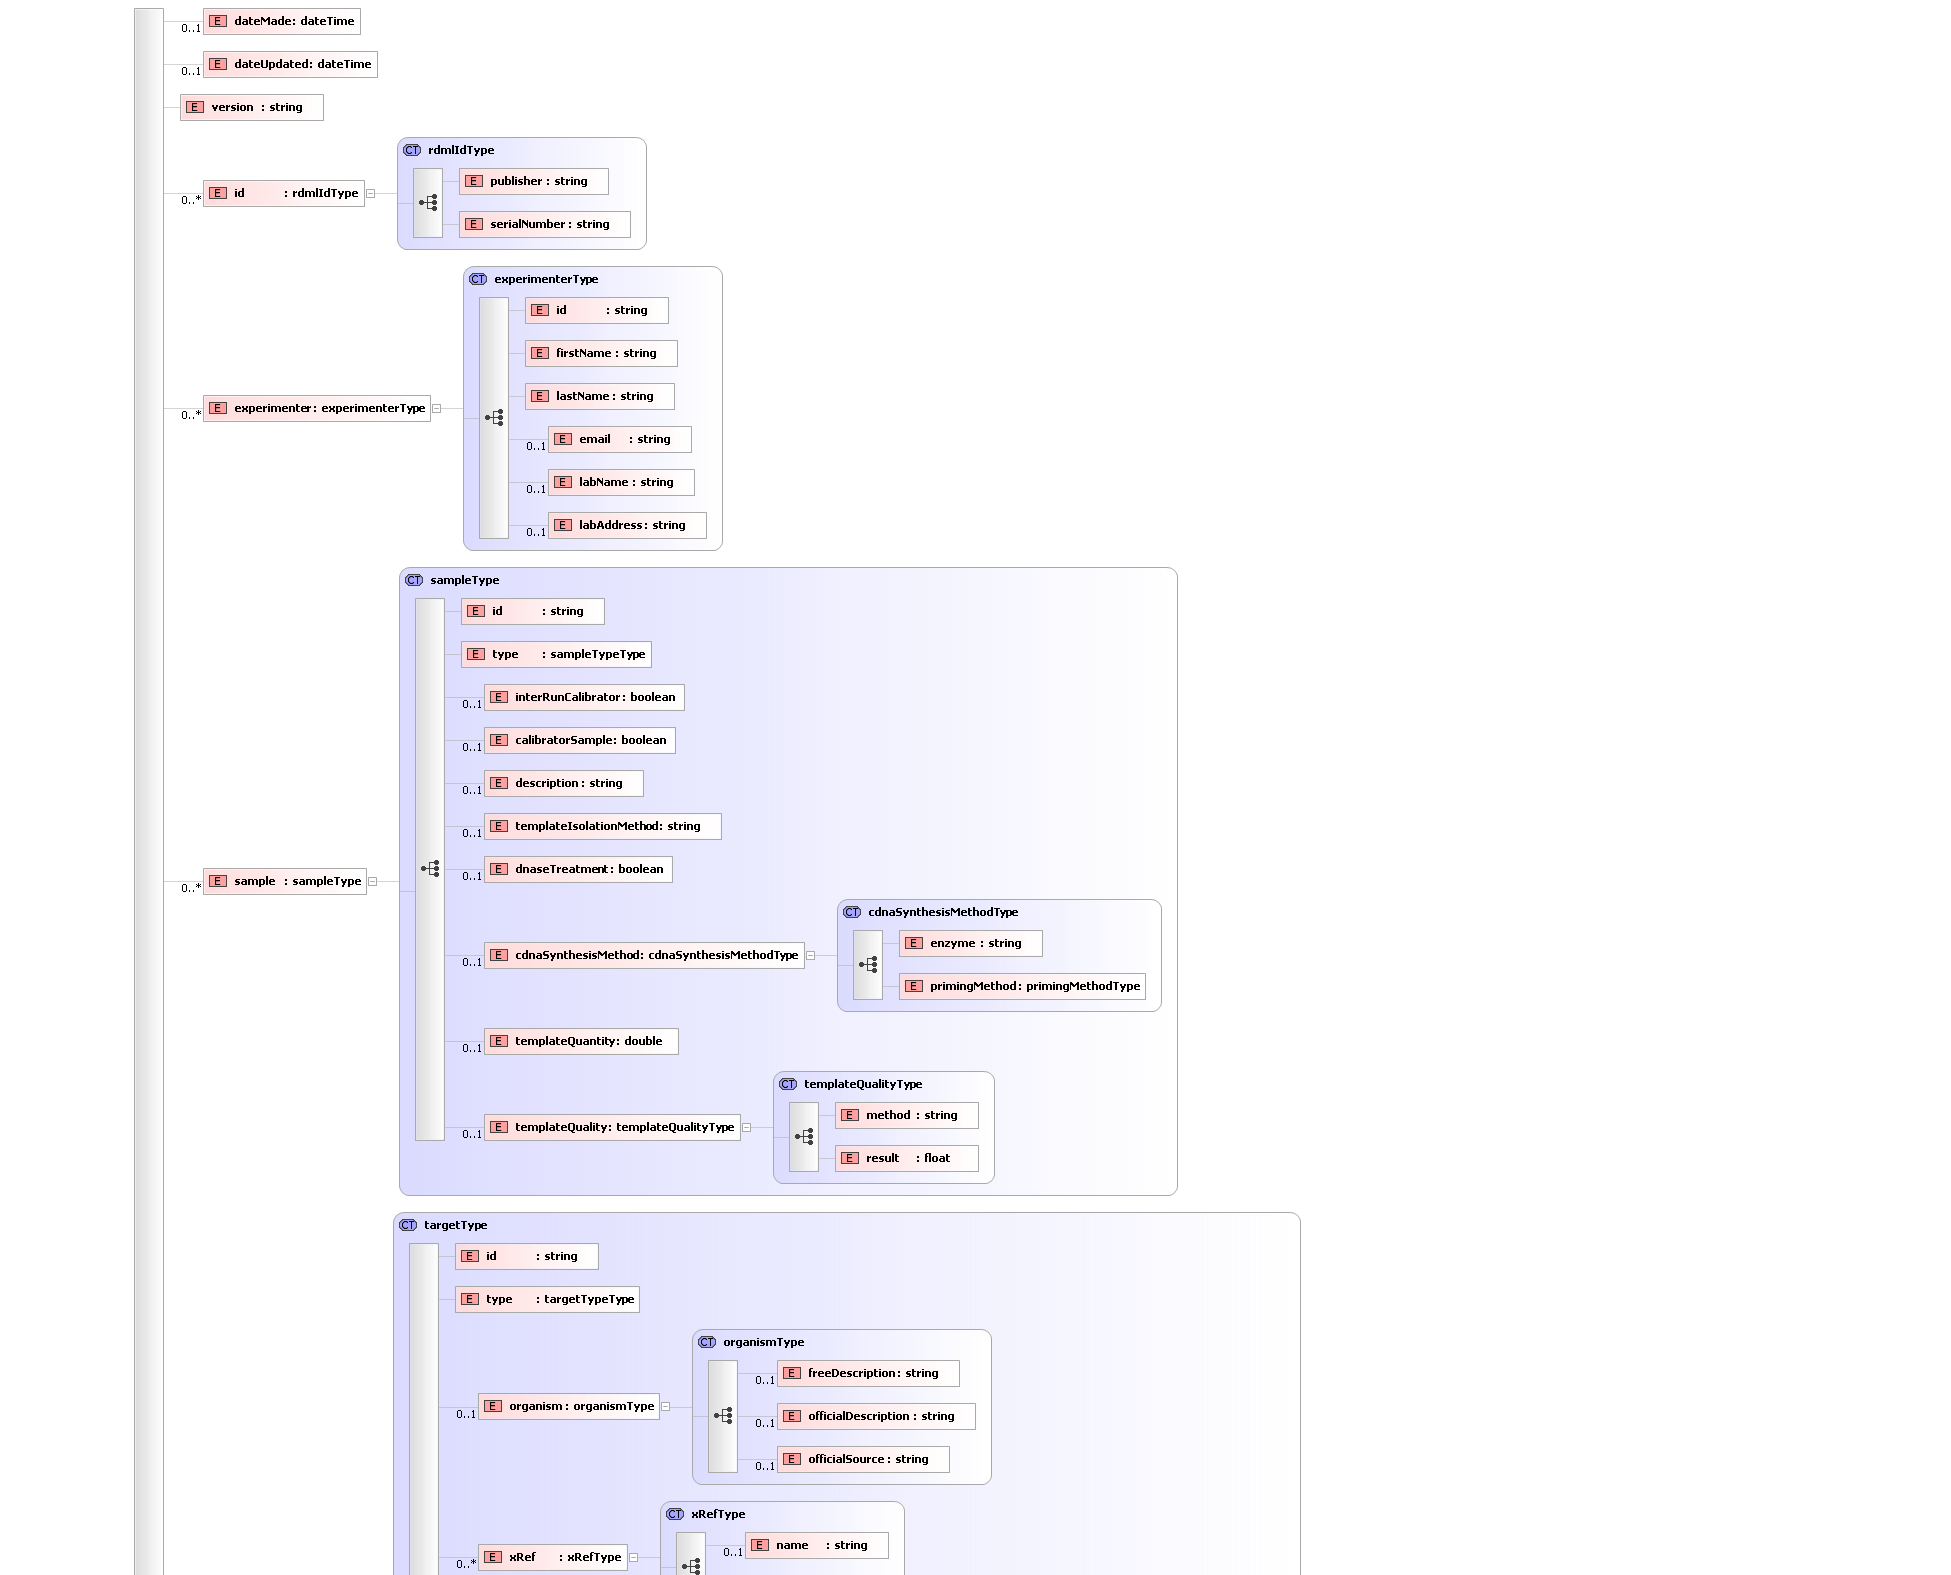 E dateMade: dateTime
0..1
E dateUpdated: dateTime
0..1
E version : string
CT rdmlIdType
E publisher : string
E id : rdmlIdType
0..*
E serialNumber : string
CT experimenterType
E id : string
E firstName : string
E lastName : string
E experimenter: experimenterType
0..*
E email : string
0..1
E labName : string
0..1
E labAddress: string
0..1
CT sampleType
E id : string
E type : sampleTypeType
E interRunCalibrator: boolean
0..1
E calibratorSample: boolean
0..1
E description : string
0..1
E templateIsolationMethod: string
0..1
E dnaseTreatment: boolean
0..1
E sample : sampleType
0..*
CT cdnaSynthesisMethodType
E enzyme : string
E cdnaSynthesisMethod: cdnaSynthesisMethodType
0..1
E primingMethod: primingMethodType
E templateQuantity: double
0..1
CT templateQualityType
E method : string
E templateQuality: templateQualityType
0..1
E result : float
CT targetType
E id : string
E type : targetTypeType
CT organismType
E freeDescription: string
0..1
E organism : organismType
0..1
E officialDescription : string
0..1
E officialSource : string
0..1
CT xRefType
E name : string
0..1
E xRef : xRefType
0..*